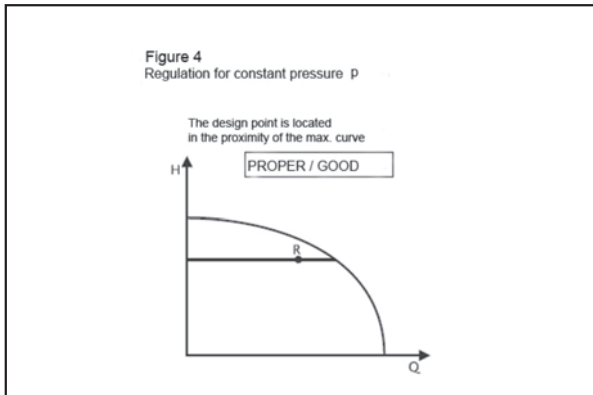 Figure 4
Regulation for constant pressure p
The design point is located
in the proximity of the max. curve
PROPER / GOOD
H
R
Q